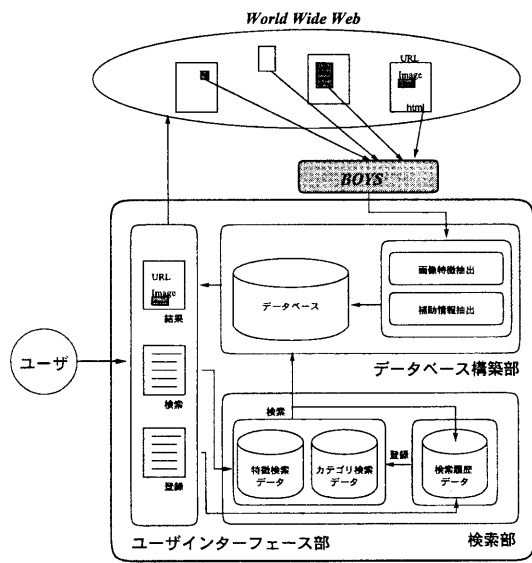 World Wide Web
URL
Image
html
BOYS
URL
Image
結果
データベース
画像特徴抽出
補助情報抽出
データベース構築部
ユーザ
検索
登録
検索
特徴検索
データ
カテゴリ検索
データ
登録
検索履歴
データ
検索部
ユーザインターフェース部